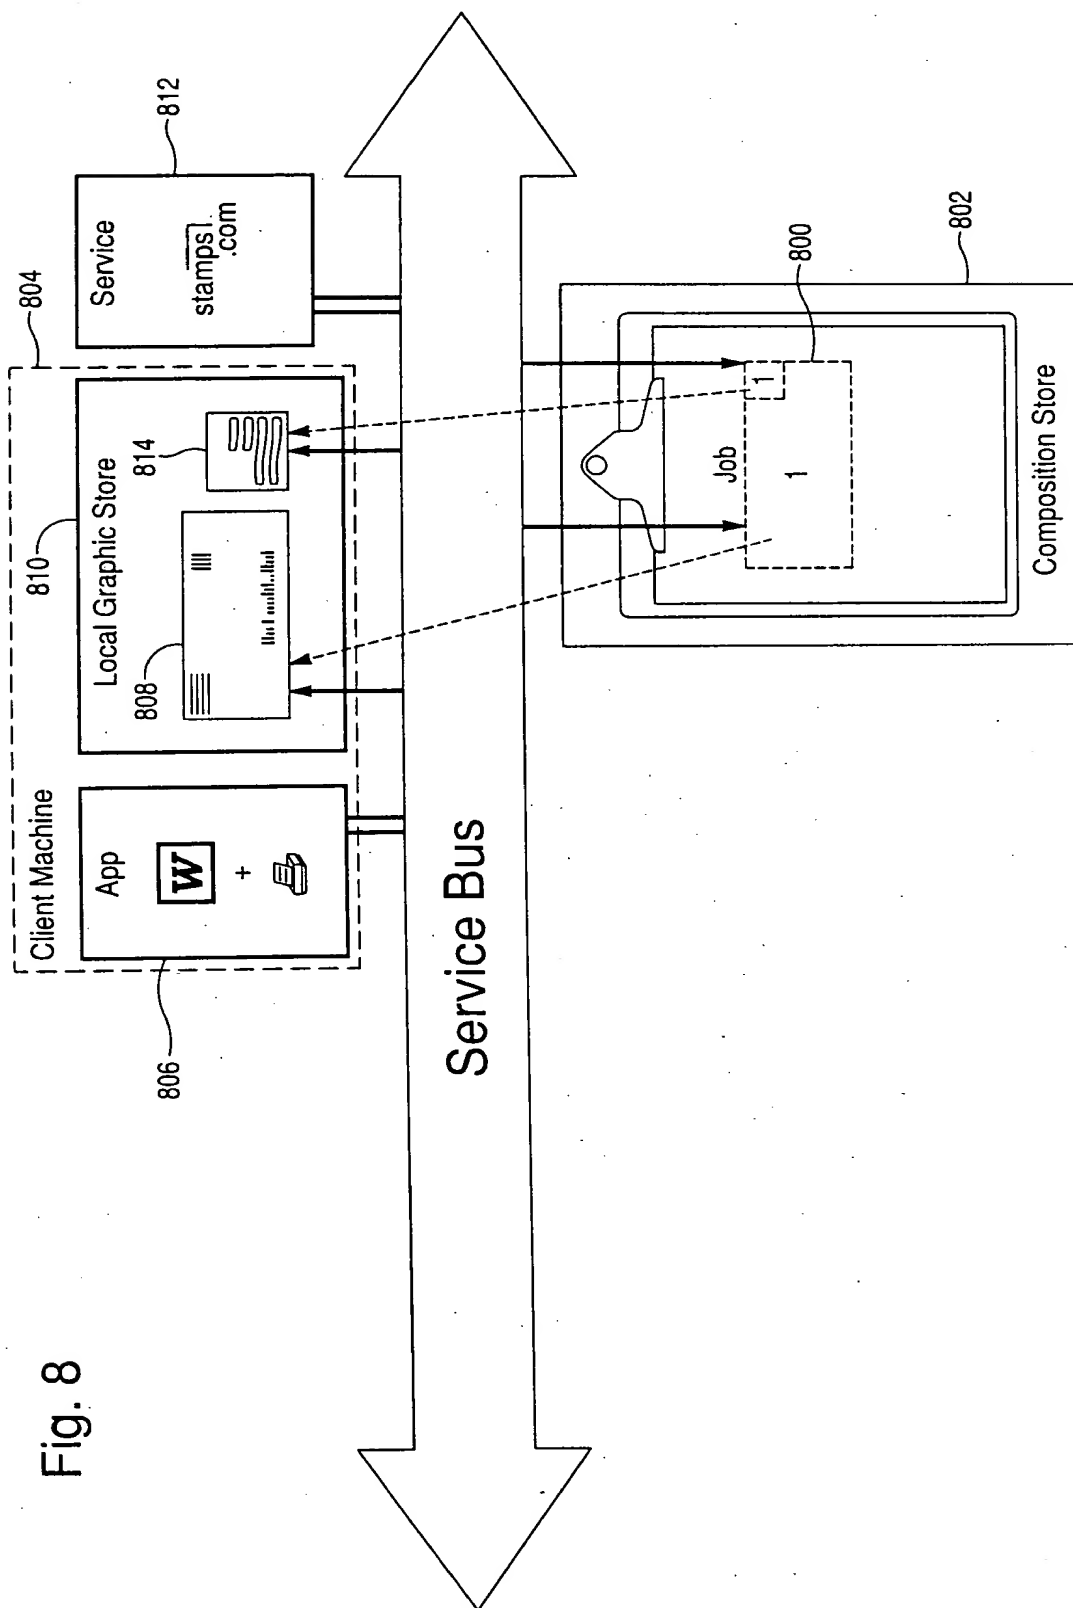 Fig. 8
Client Machine
804
App
W
+
806
Local Graphic Store
810
808
814
Service
stamps
.com
812
Service Bus
Job
1
1
800
802
Composition Store